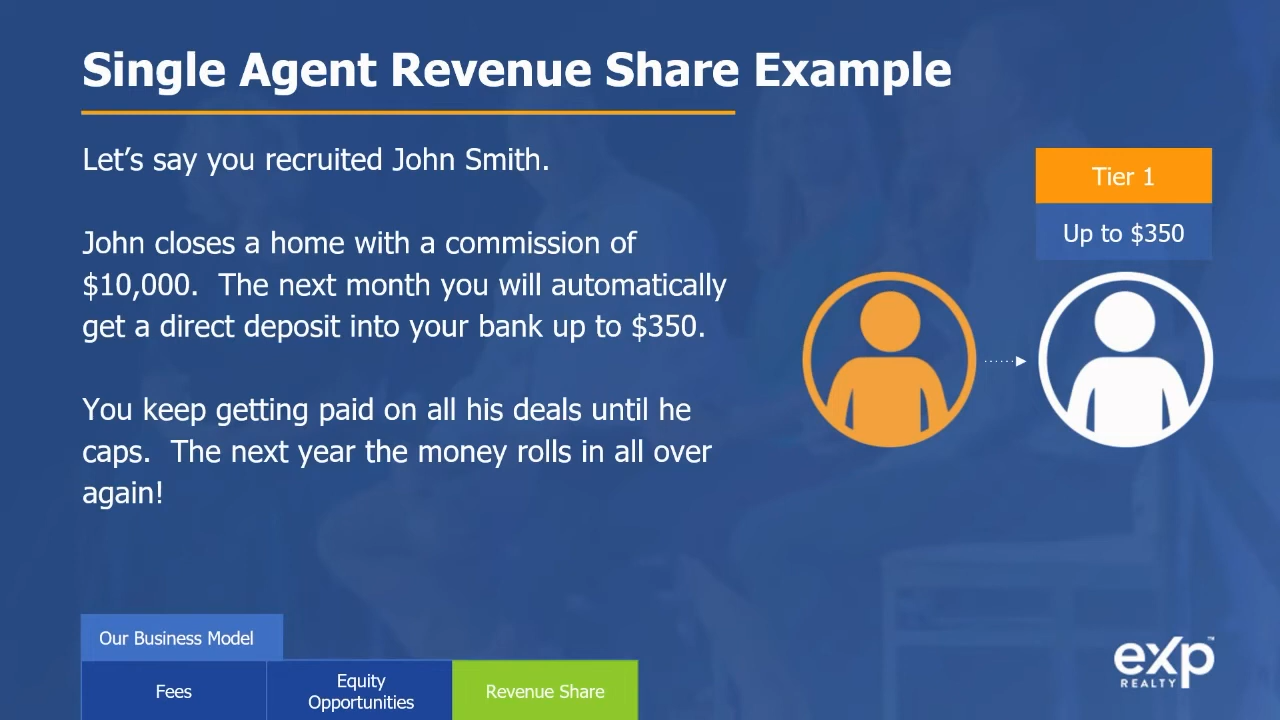 Single Agent Revenue Share Example
Let’s say you recruited John Smith.
John closes a home with a commission of
$10,000.  The next month you will automatically
get a direct deposit into your bank up to $350.
You keep getting paid on all his deals until he
caps.  The next year the money rolls in all over
again!
Tier 1
Up to $350
Our Business Model
Fees
Equity
Opportunities
Revenue Share
eXp™
REALTY